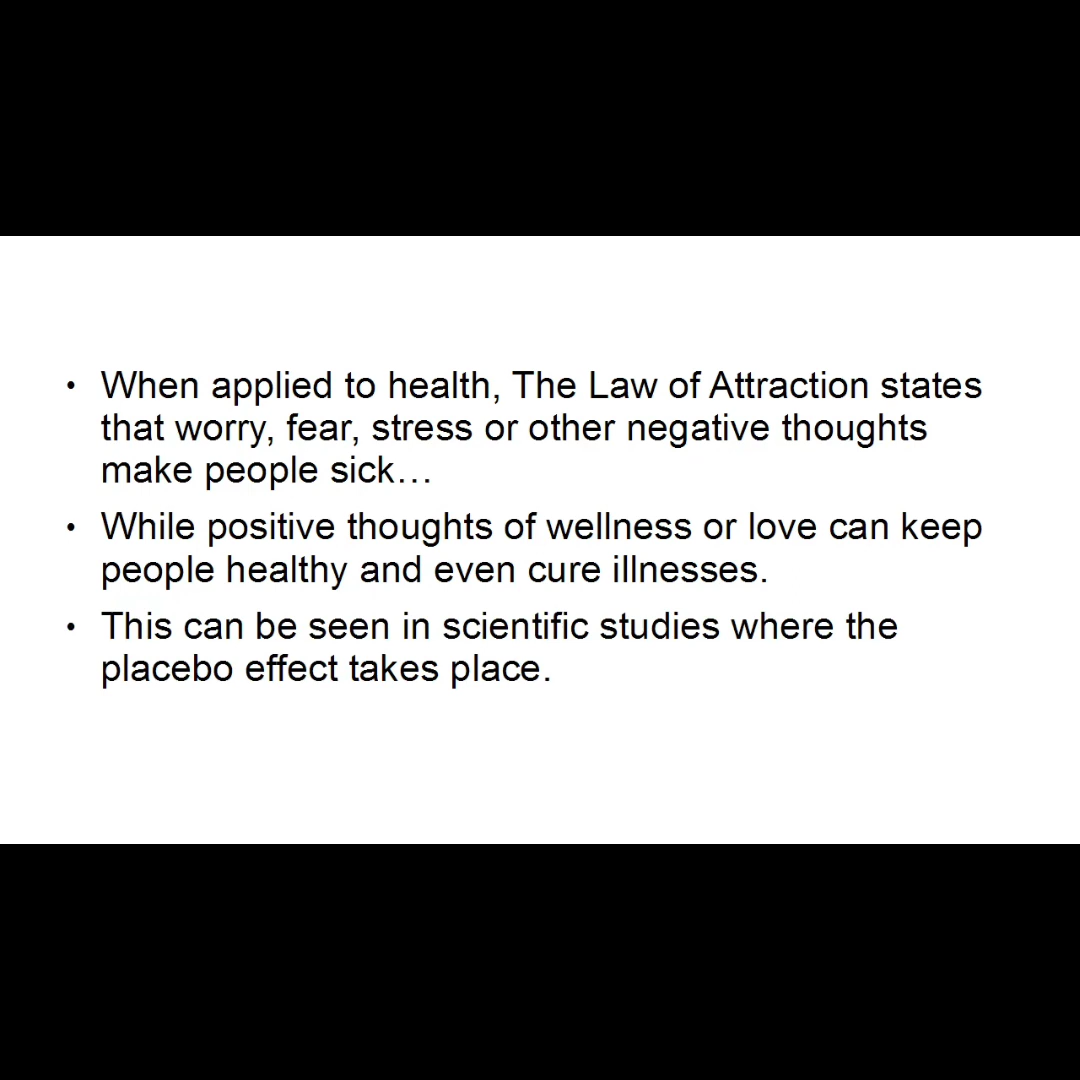 • When applied to health, The Law of Attraction states
that worry, fear, stress or other negative thoughts
make people sick…
• While positive thoughts of wellness or love can keep
people healthy and even cure illnesses.
• This can be seen in scientific studies where the
placebo effect takes place.